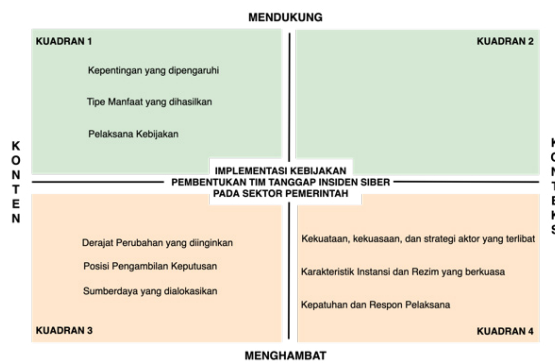 MENDUKUNG
KUADRAN 1
KUADRAN 2
Kepentingan yang dipengaruhi
Tipe Manfaat yang dihasilkan
Pelaksana Kebijakan
KONTEN
KONTEKS
IMPLEMENTASI KEBIJAKAN
PEMBENTUKAN TIM TANGGAP INSIDEN SIBER
PADA SEKTOR PEMERINTAH
Derajat Perubahan yang diinginkan
Posisi Pengambilan Keputusan
Sumberdaya yang dialokasikan
KUADRAN 3
Kekuataan, kekuasaan, dan strategi aktor yang terlibat
Karakteristik Instansi dan Rezim yang berkuasa
Kepatuhan dan Respon Pelaksana
KUADRAN 4
MENGHAMBAT